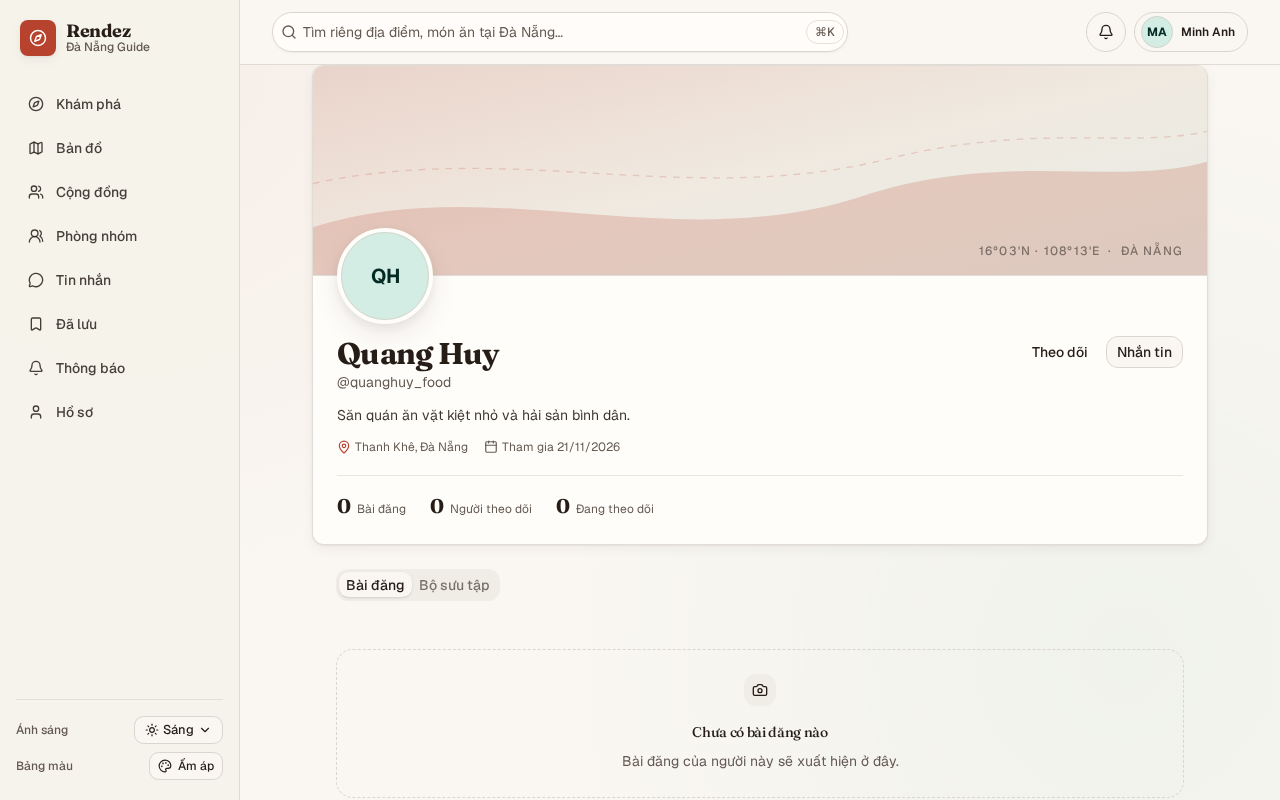 Rendez
Đà Nẵng Guide
Tìm riêng địa điểm, món ăn tại Đà Nẵng...
⌘K
MA
Minh Anh
Khám phá
Bản đồ
Cộng đồng
Phòng nhóm
Tin nhắn
Đã lưu
Thông báo
Hồ sơ
16°03'N · 108°13'E · ĐÀ NẴNG
QH
Quang Huy
Theo dõi
Nhắn tin
@quanghuy_food
Săn quán ăn vặt kiệt nhỏ và hải sản bình dân.
Thanh Khê, Đà Nẵng
Tham gia 21/11/2026
0 Bài đăng
0 Người theo dõi
0 Đang theo dõi
Bài đăng
Bộ sưu tập
Chưa có bài đăng nào
Bài đăng của người này sẽ xuất hiện ở đây.
Ánh sáng
Sáng
Bảng màu
Ấm áp